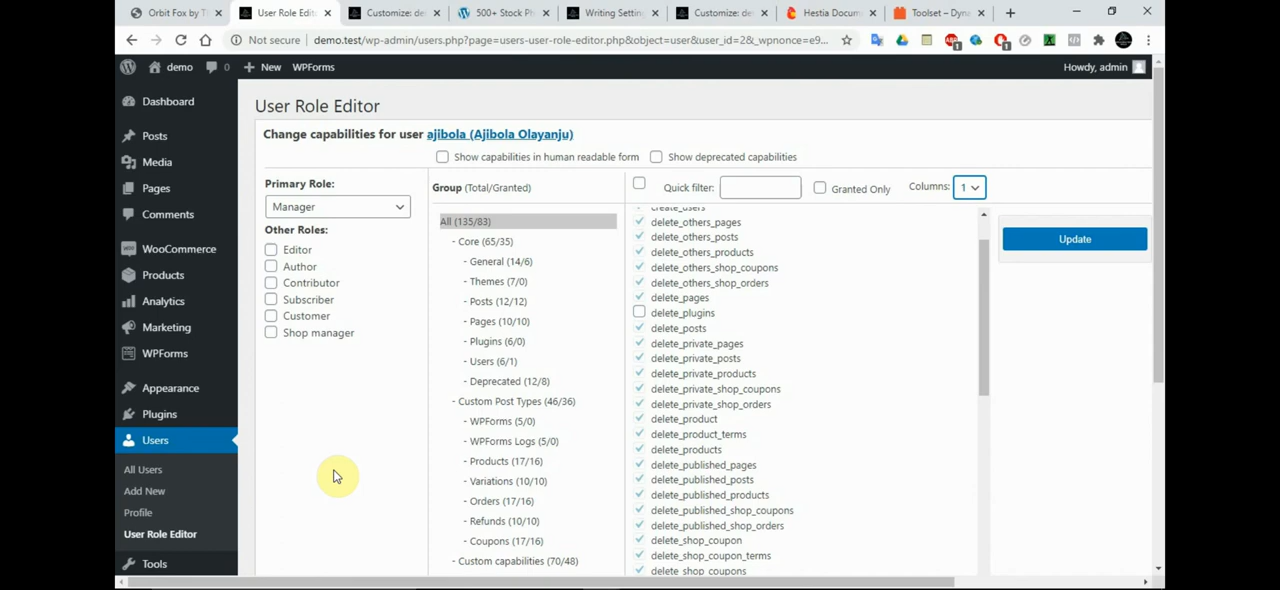 Orbit Fox by T
User Role Edito
Customize: de
500+ Stock Ph
Writing Setting
Customize: de
Hestia Docum
Toolset – Dyna
Not secure
demo.test/wp-admin/users.php?page=users-user-role-editor.php&object=user&user_id=2&_wpnonce=e9...
demo
0
New
WPForms
Howdy, admin
Dashboard
Posts
Media
Pages
Comments
WooCommerce
Products
Analytics
Marketing
WPForms
Appearance
Plugins
Users
All Users
Add New
Profile
User Role Editor
Tools
User Role Editor
Change capabilities for user ajibola (Ajibola Olayanju)
Show capabilities in human readable form
Show deprecated capabilities
Primary Role:
Manager
Other Roles:
Editor
Author
Contributor
Subscriber
Customer
Shop manager
Group (Total/Granted)
All (135/83)
- Core (65/35)
- General (14/6)
- Themes (7/0)
- Posts (12/12)
- Pages (10/10)
- Plugins (6/0)
- Users (6/1)
- Deprecated (12/8)
- Custom Post Types (46/36)
- WPForms (5/0)
- WPForms Logs (5/0)
- Products (17/16)
- Variations (10/10)
- Orders (17/16)
- Refunds (10/10)
- Coupons (17/16)
- Custom capabilities (70/48)
Quick filter:
Granted Only
Columns:
1
create_users
delete_others_pages
delete_others_posts
delete_others_products
delete_others_shop_coupons
delete_others_shop_orders
delete_pages
delete_plugins
delete_posts
delete_private_pages
delete_private_posts
delete_private_products
delete_private_shop_coupons
delete_private_shop_orders
delete_product
delete_product_terms
delete_products
delete_published_pages
delete_published_posts
delete_published_products
delete_published_shop_coupons
delete_published_shop_orders
delete_shop_coupon
delete_shop_coupon_terms
delete_shop_coupons
Update